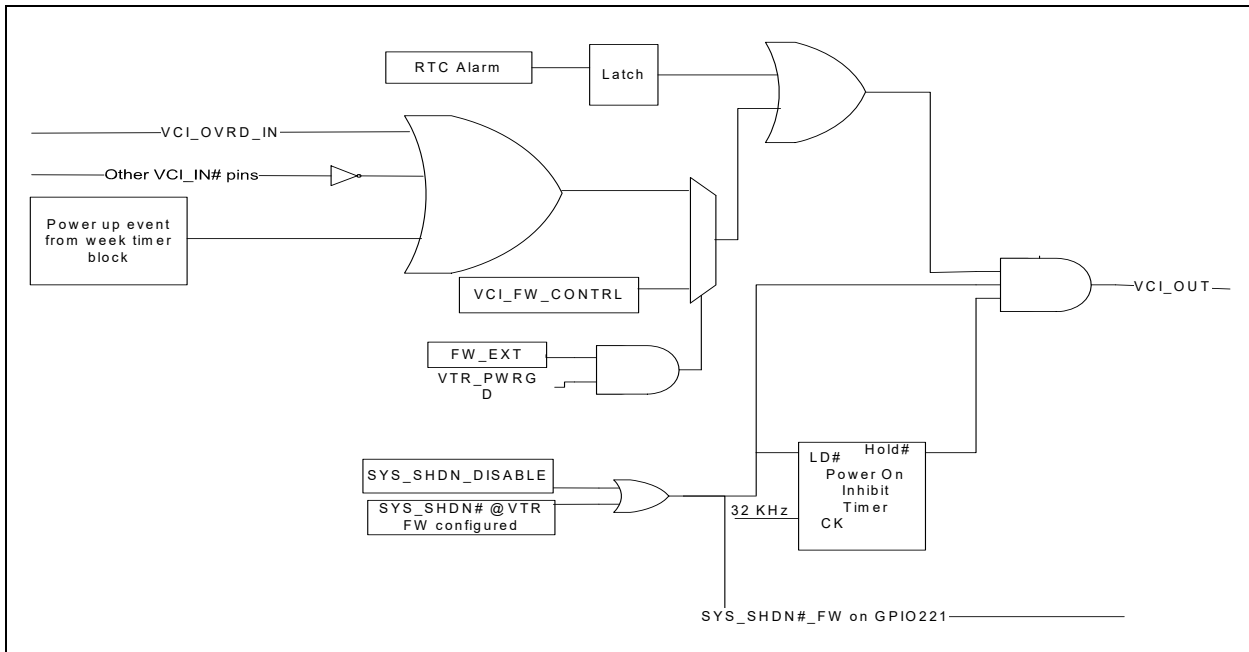 RTC Alarm
Latch
VCI_OVRD_IN
Other VCI_IN# pins
Power up event
from week timer
block
VCI_FW_CONTRL
VCI_OUT
FW_EXT
VTR_PWRG
D
SYS_SHDN_DISABLE
SYS_SHDN# @VTR
FW configured
LD#
Hold#
Power On
Inhibit
Timer
32 KHz
CK
SYS_SHDN#_FW on GPIO221